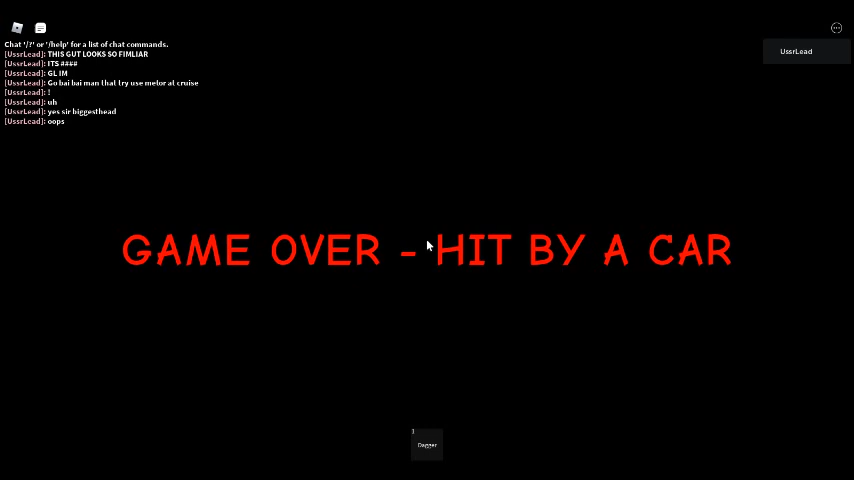 Chat '/?' or '/help' for a list of chat commands.
[UssrLead]: THIS GUT LOOKS SO FIMLIAR
[UssrLead]: ITS ####
[UssrLead]: GL IM
[UssrLead]: Go bai bai man that try use metor at cruise
[UssrLead]: !
[UssrLead]: uh
[UssrLead]: yes sir biggesthead
[UssrLead]: oops
UssrLead
GAME OVER - HIT BY A CAR
1
Dagger